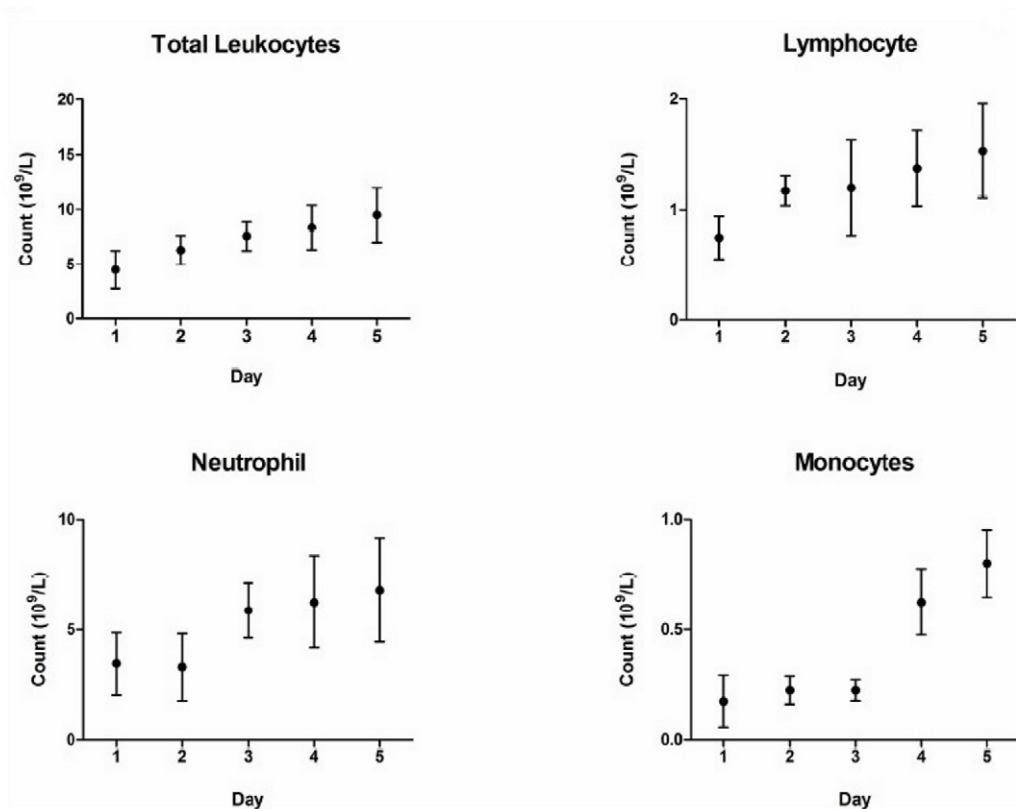 Total Leukocytes
20
15
10
5
0
Count (10⁹/L)
1 2 3 4 5
Day
Lymphocyte
2
1
0
Count (10⁹/L)
1 2 3 4 5
Day
Neutrophil
10
5
0
Count (10⁹/L)
1 2 3 4 5
Day
Monocytes
1.0
0.5
0.0
Count (10⁹/L)
1 2 3 4 5
Day